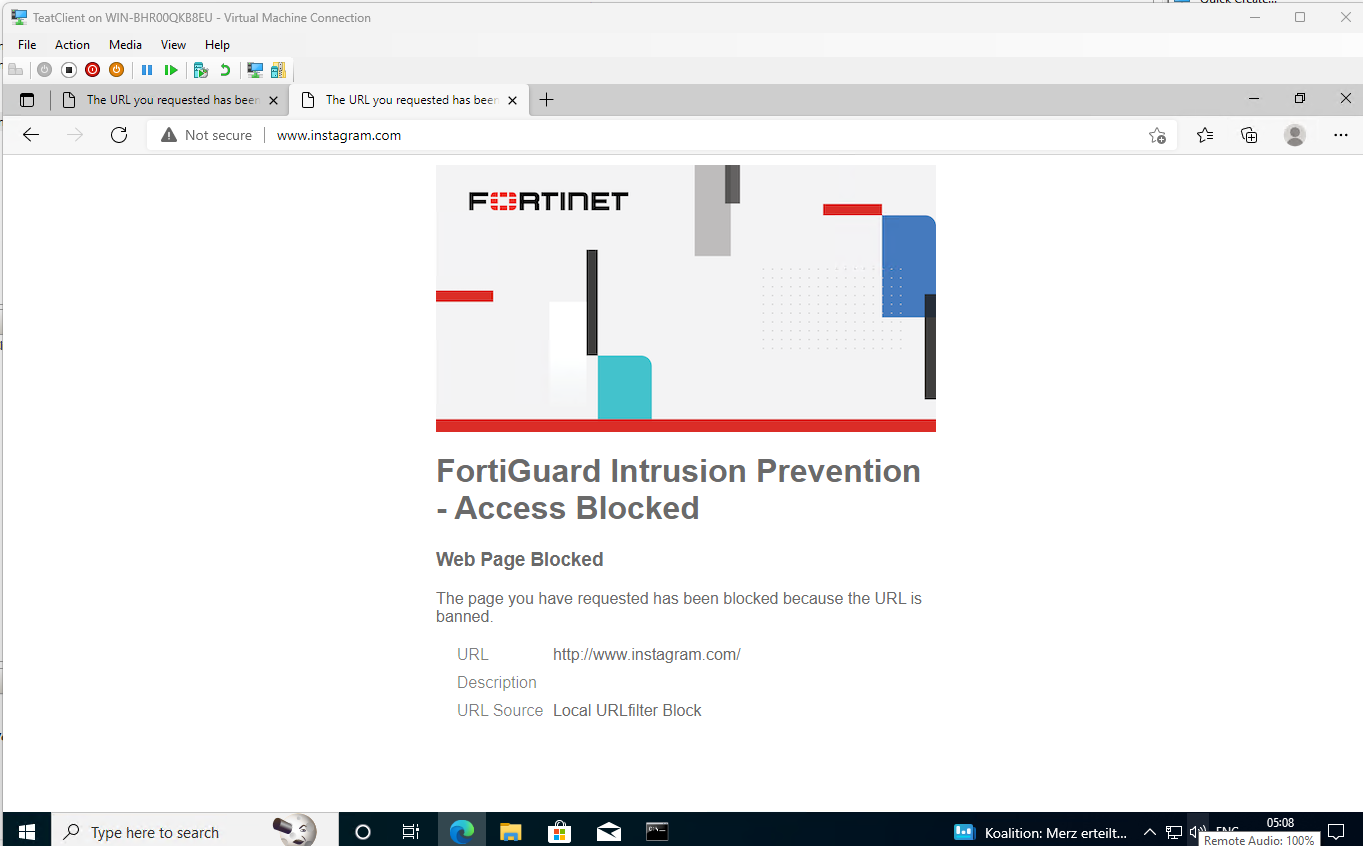 Quick Create...
TeatClient on WIN-BHR00QKB8EU - Virtual Machine Connection
File Action Media View Help
The URL you requested has been
The URL you requested has been
Not secure www.instagram.com
FORTINET
FortiGuard Intrusion Prevention
- Access Blocked
Web Page Blocked
The page you have requested has been blocked because the URL is
banned.
URL http://www.instagram.com/
Description
URL Source Local URLfilter Block
Type here to search
Koalition: Merz erteilt...
ENG
05:08
Remote Audio: 100%